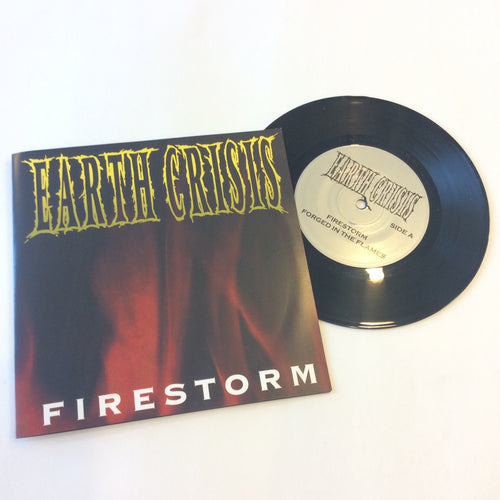 EARTH CRISIS
FIRESTORM
EARTH CRISIS
SIDE A
FIRESTORM
FORGED IN THE FLAMES